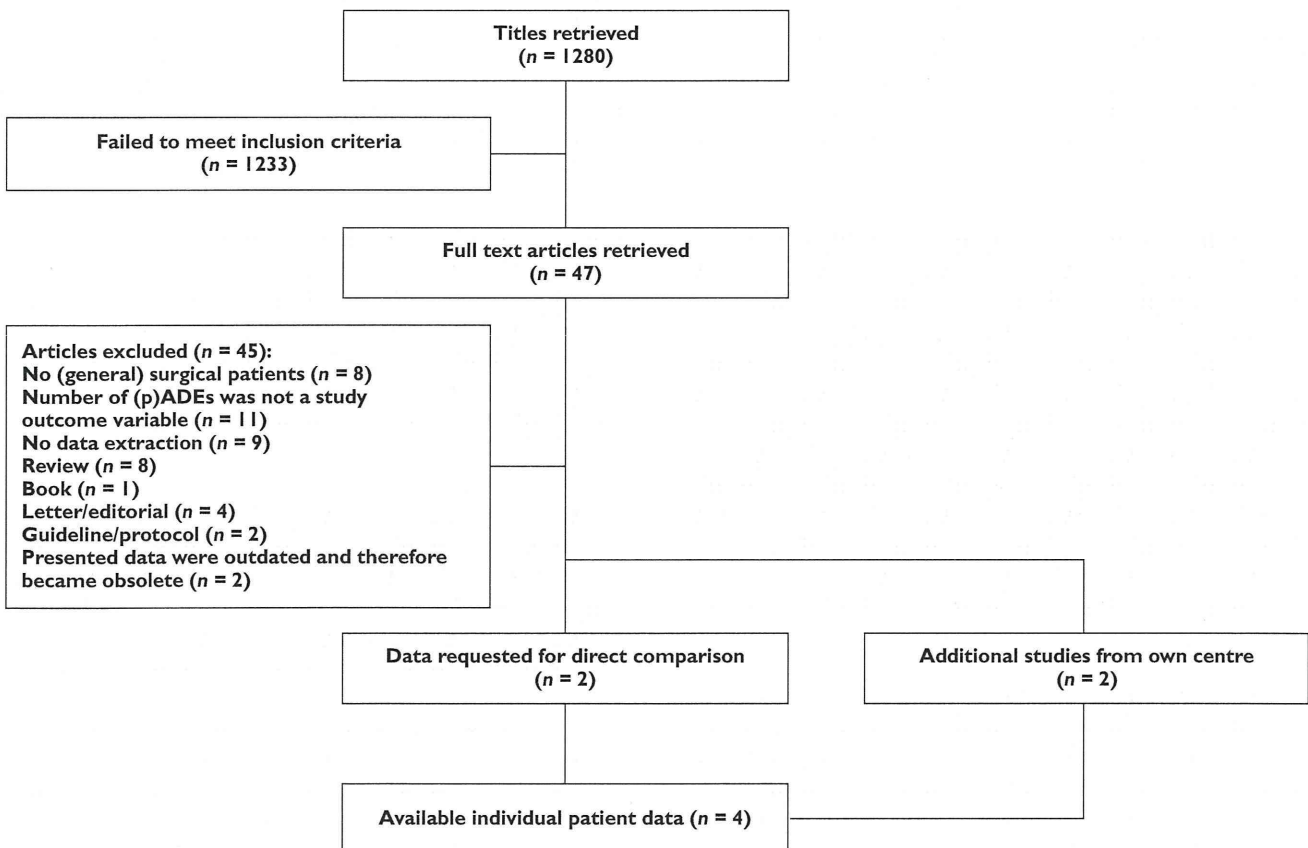 Titles retrieved
(n = 1280)
Failed to meet inclusion criteria
(n = 1233)
Full text articles retrieved
(n = 47)
Articles excluded (n = 45):
No (general) surgical patients (n = 8)
Number of (p)ADEs was not a study
outcome variable (n = 11)
No data extraction (n = 9)
Review (n = 8)
Book (n = 1)
Letter/editorial (n = 4)
Guideline/protocol (n = 2)
Presented data were outdated and therefore
became obsolete (n = 2)
Data requested for direct comparison
(n = 2)
Additional studies from own centre
(n = 2)
Available individual patient data (n = 4)